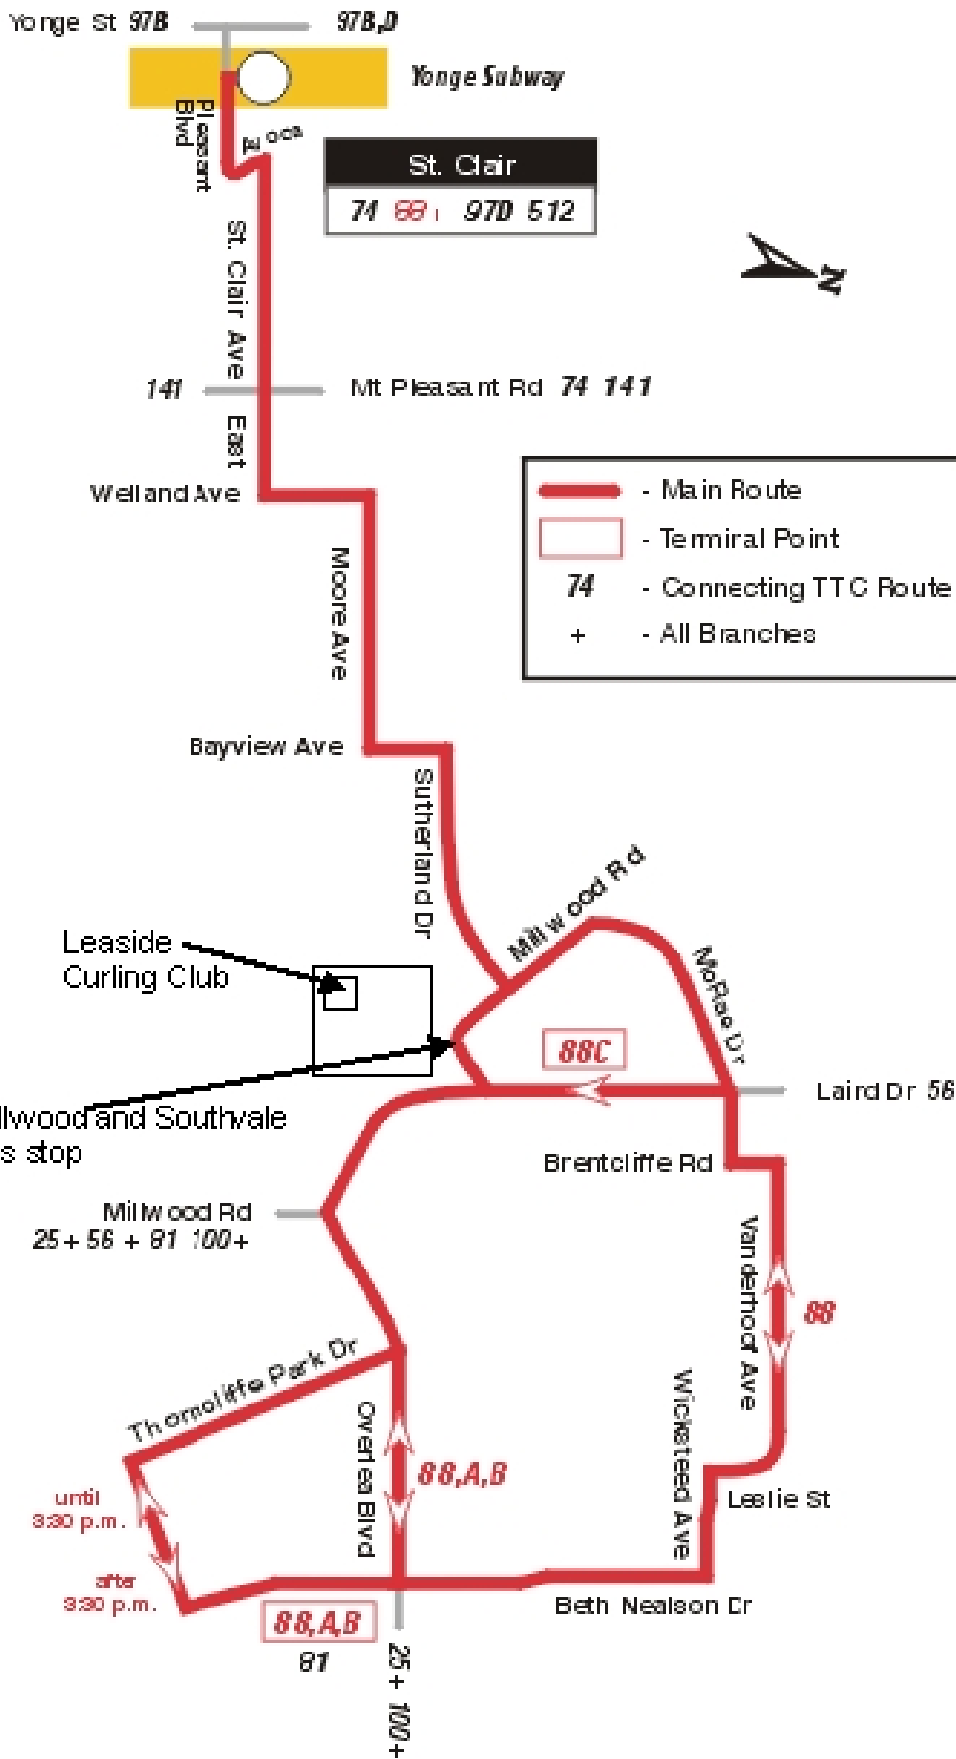 Yonge St 97B
97B,D
Yonge Subway
Pleasant
Blvd
St. Clair
74 88 97D 512
N
St. Clair Ave East
141
Mt Pleasant Rd 74 141
Welland Ave
- Main Route
- Termiral Point
74 - Connecting TTC Route
+ - All Branches
Moore Ave
Bayview Ave
Sutherland Dr
Millwood Rd
McRae Dr
Leaside
Curling Club
88C
Laird Dr 56
llwood and Southvale
s stop
Brentcliffe Rd
Millwood Rd
25+ 56 + 81 100+
Vanderhoof Ave
88
Thorncliffe Park Dr
Overlea Blvd
88,A,B
Wicksteed Ave
Leslie St
until
3:30 p.m.
after
3:30 p.m.
Beth Nealson Dr
88,A,B
81
25+ 100+